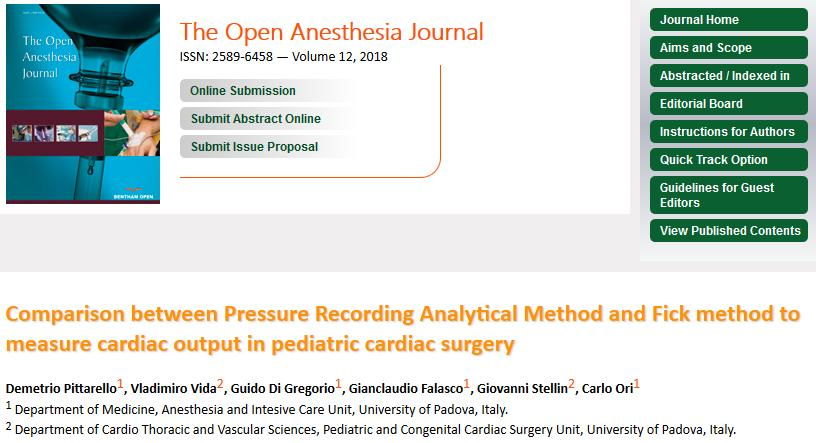 The Open
Anesthesia
Journal
BENTHAM OPEN
The Open Anesthesia Journal
ISSN: 2589-6458 — Volume 12, 2018
Online Submission
Submit Abstract Online
Submit Issue Proposal
Journal Home
Aims and Scope
Abstracted / Indexed in
Editorial Board
Instructions for Authors
Quick Track Option
Guidelines for Guest
Editors
View Published Contents
Comparison between Pressure Recording Analytical Method and Fick method to
measure cardiac output in pediatric cardiac surgery
Demetrio Pittarello1, Vladimiro Vida2, Guido Di Gregorio1, Gianclaudio Falasco1, Giovanni Stellin2, Carlo Ori1
1 Department of Medicine, Anesthesia and Intesive Care Unit, University of Padova, Italy.
2 Department of Cardio Thoracic and Vascular Sciences, Pediatric and Congenital Cardiac Surgery Unit, University of Padova, Italy.